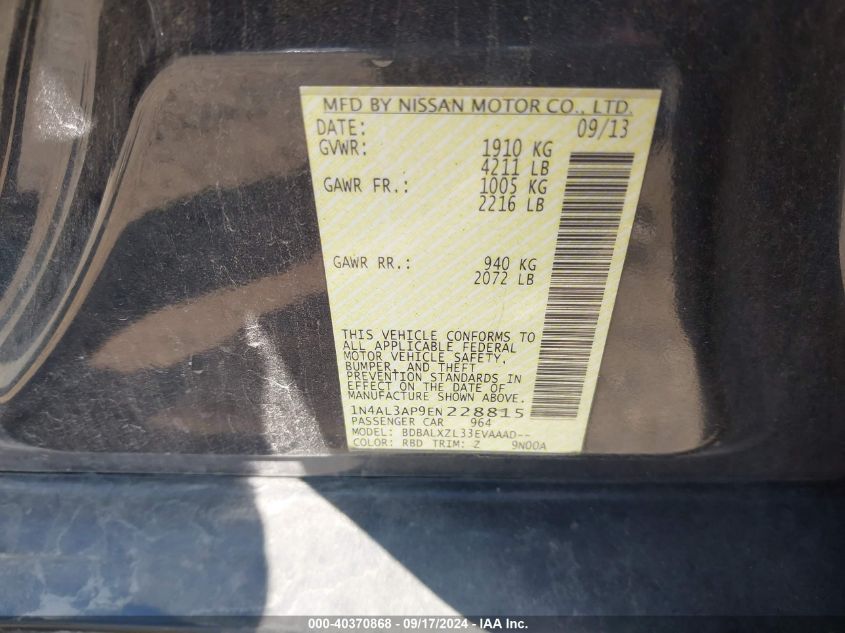 MFD BY NISSAN MOTOR CO., LTD.
DATE: 09/13
GVWR: 1910 KG
4211 LB
GAWR FR.: 1005 KG
2216 LB
GAWR RR.: 940 KG
2072 LB
THIS VEHICLE CONFORMS TO
ALL APPLICABLE FEDERAL
MOTOR VEHICLE SAFETY,
BUMPER, AND THEFT
PREVENTION STANDARDS IN
EFFECT ON THE DATE OF
MANUFACTURE SHOWN ABOVE.
1N4AL3AP9EN228815
PASSENGER CAR 964
MODEL: BDBALXZL33EVAAAD--
COLOR: RBD TRIM: Z 9N00A
000-40370868 - 09/17/2024 - IAA Inc.